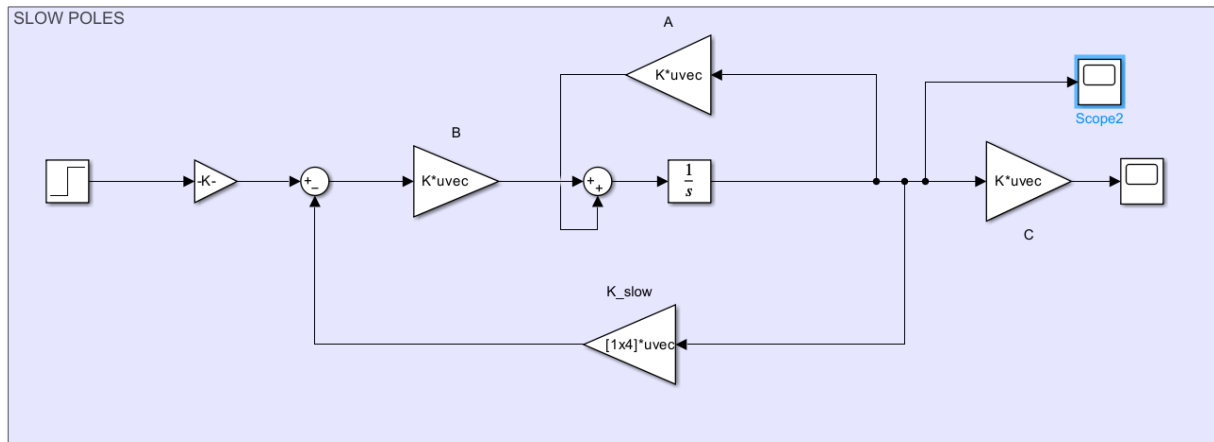 SLOW POLES
A
K*uvec
Scope2
B
-K-
+
−
K*uvec
+
+
1
s
K*uvec
C
K_slow
[1x4]*uvec